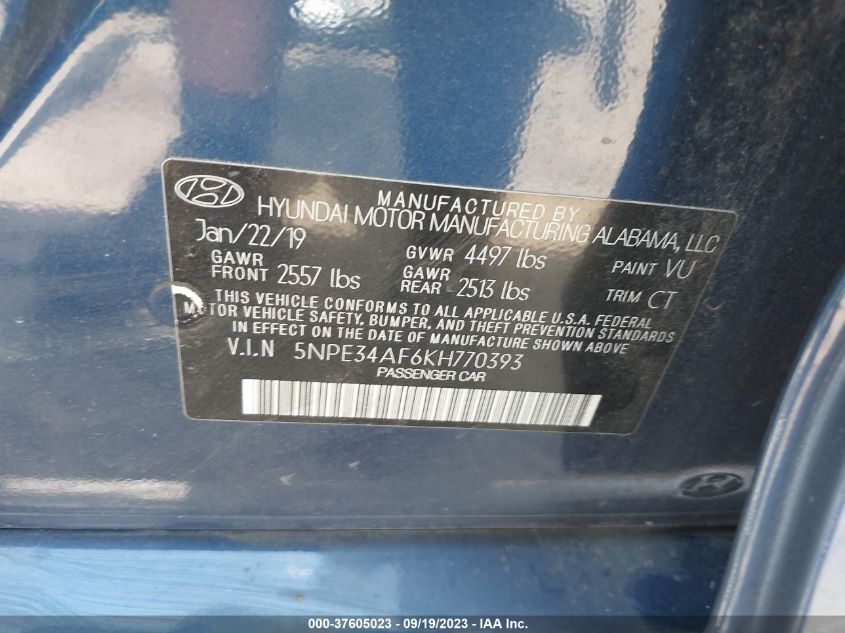 MANUFACTURED BY
HYUNDAI MOTOR MANUFACTURING ALABAMA, LLC
Jan/22/19 GVWR 4497 lbs PAINT VU
GAWR FRONT 2557 lbs GAWR REAR 2513 lbs TRIM CT
THIS VEHICLE CONFORMS TO ALL APPLICABLE U.S.A. FEDERAL
MOTOR VEHICLE SAFETY, BUMPER, AND THEFT PREVENTION STANDARDS
IN EFFECT ON THE DATE OF MANUFACTURE SHOWN ABOVE.
V.I.N 5NPE34AF6KH770393
PASSENGER CAR
000-37605023 - 09/19/2023 - IAA Inc.